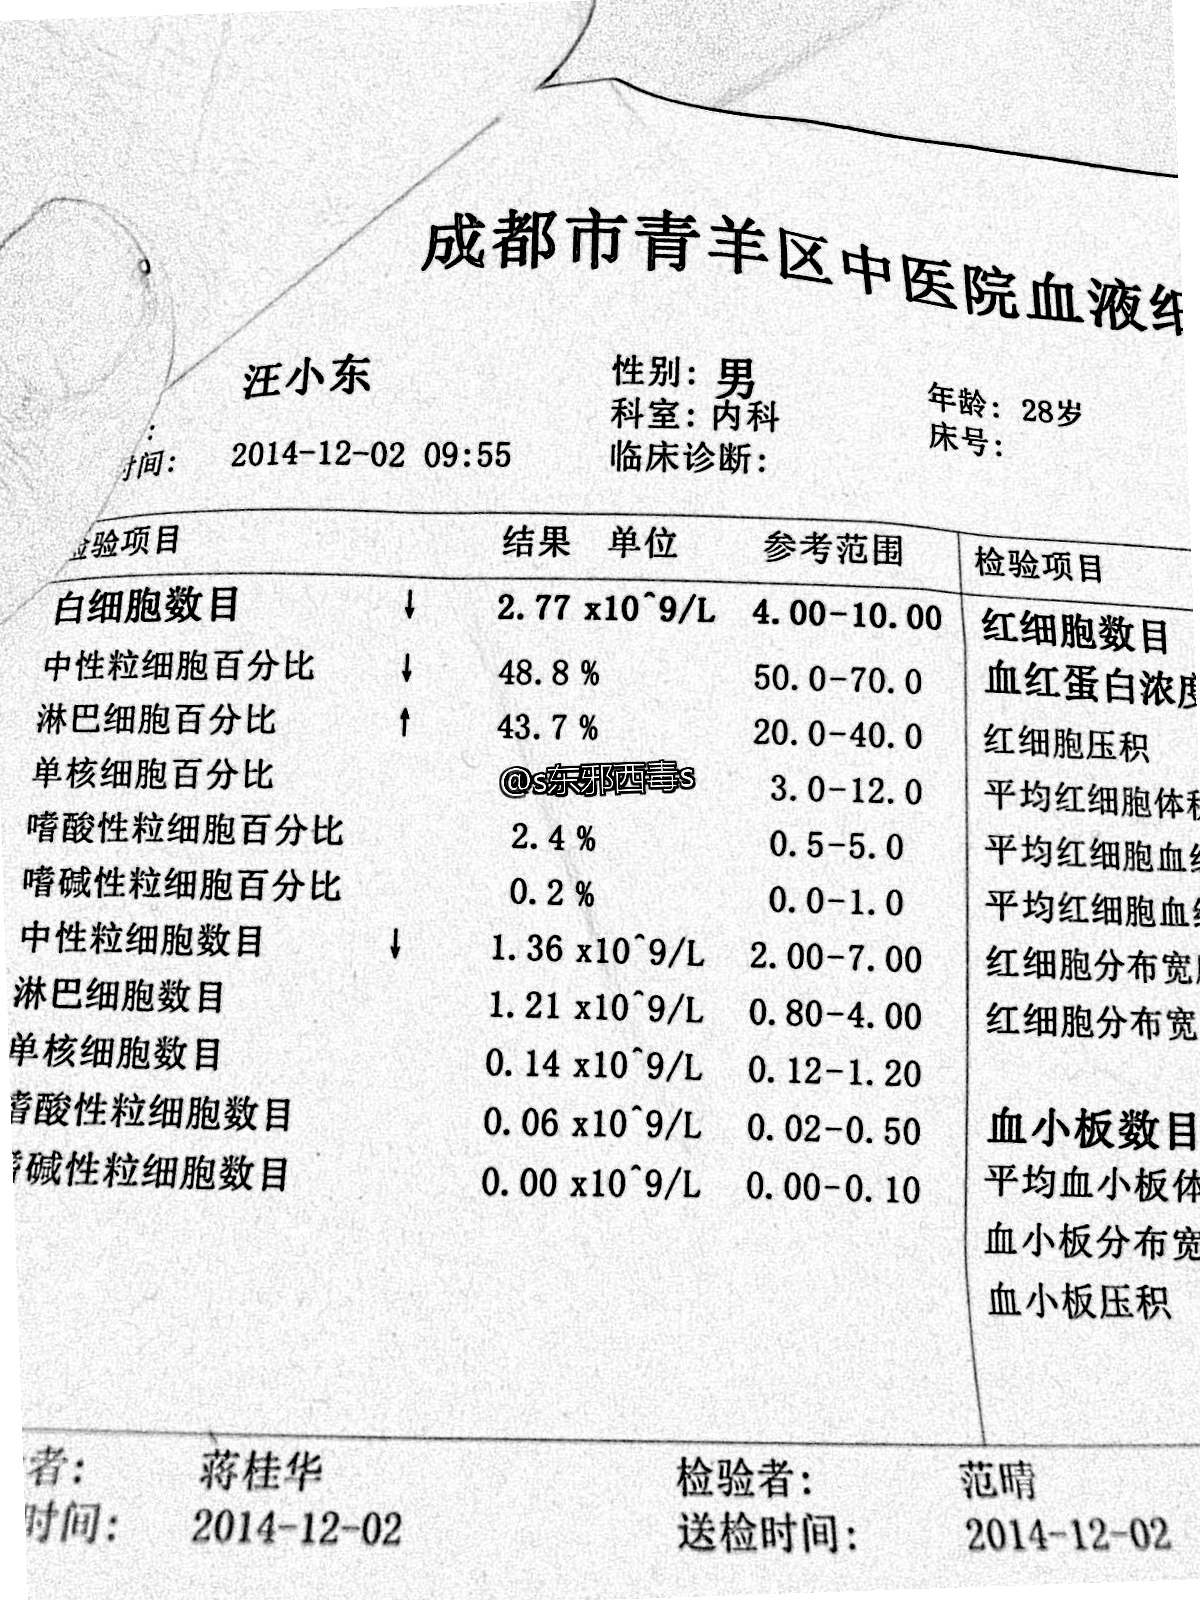 成都市青羊区中医院血液细
汪小东 性别：男 年龄：28岁
科室：内科 床号：
时间： 2014-12-02 09:55 临床诊断：
检验项目 结果 单位 参考范围 检验项目
白细胞数目 ↓ 2.77 x10^9/L 4.00-10.00 红细胞数目
中性粒细胞百分比 ↓ 48.8 % 50.0-70.0 血红蛋白浓度
淋巴细胞百分比 ↑ 43.7 % 20.0-40.0 红细胞压积
单核细胞百分比 @s东邪西毒s 3.0-12.0 平均红细胞体积
嗜酸性粒细胞百分比 2.4 % 0.5-5.0 平均红细胞血红
嗜碱性粒细胞百分比 0.2 % 0.0-1.0 平均红细胞血红
中性粒细胞数目 ↓ 1.36 x10^9/L 2.00-7.00 红细胞分布宽度
淋巴细胞数目 1.21 x10^9/L 0.80-4.00 红细胞分布宽
单核细胞数目 0.14 x10^9/L 0.12-1.20
嗜酸性粒细胞数目 0.06 x10^9/L 0.02-0.50 血小板数目
嗜碱性粒细胞数目 0.00 x10^9/L 0.00-0.10 平均血小板体
血小板分布宽
血小板压积
者： 蒋桂华 检验者： 范晴
时间： 2014-12-02 送检时间： 2014-12-02